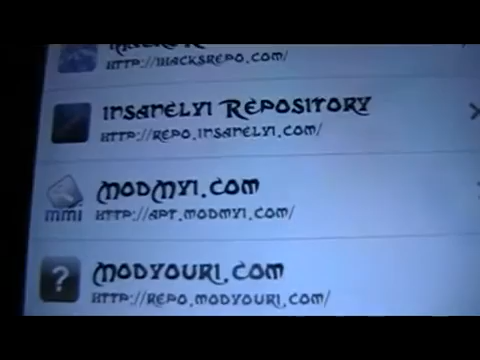 http://ihacksrepo.com/
InsanelyI Repository
http://repo.insanelyi.com/
ModMyI.com
mmi
http://apt.modmyi.com/
ModYourI.com
?
http://repo.modyouri.com/